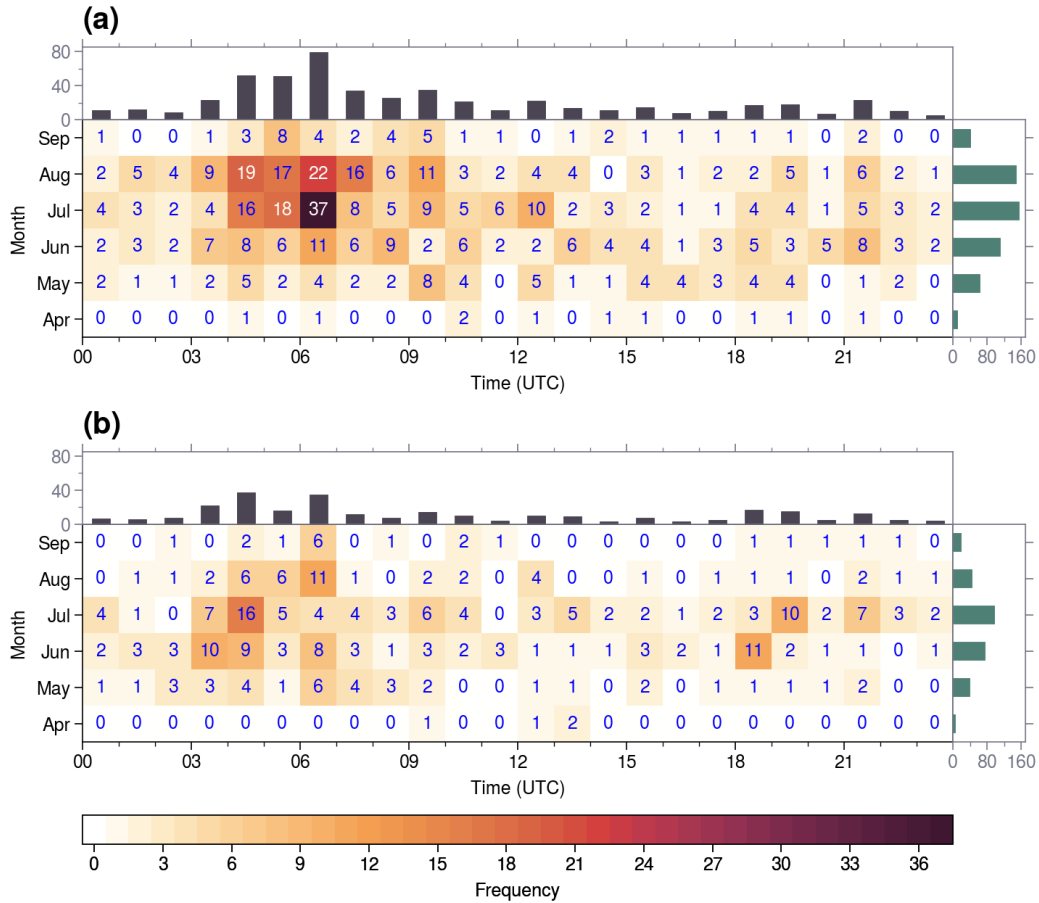 (a)
80
40
0
Sep 1 0 0 1 3 8 4 2 4 5 1 1 0 1 2 1 1 1 1 1 0 2 0 0
Aug 2 5 4 9 19 17 22 16 6 11 3 2 4 4 0 3 1 2 2 5 1 6 2 1
Jul 4 3 2 4 16 18 37 8 5 9 5 6 10 2 3 2 1 1 4 4 1 5 3 2
Jun 2 3 2 7 8 6 11 6 9 2 6 2 2 6 4 4 1 3 5 3 5 8 3 2
May 2 1 1 2 5 2 4 2 2 8 4 0 5 1 1 4 4 3 4 4 0 1 2 0
Apr 0 0 0 0 1 0 1 0 0 0 2 0 1 0 1 1 0 0 1 1 0 1 0 0
Month
00 03 06 09 12 15 18 21 0 80 160
Time (UTC)
(b)
80
40
0
Sep 0 0 1 0 2 1 6 0 1 0 2 1 0 0 0 0 0 0 1 1 1 1 1 0
Aug 0 1 1 2 6 6 11 1 0 2 2 0 4 0 0 1 0 1 1 1 0 2 1 1
Jul 4 1 0 7 16 5 4 4 3 6 4 0 3 5 2 2 1 2 3 10 2 7 3 2
Jun 2 3 3 10 9 3 8 3 1 3 2 3 1 1 1 3 2 1 11 2 1 1 0 1
May 1 1 3 3 4 1 6 4 3 2 0 0 1 1 0 2 0 1 1 1 1 2 0 0
Apr 0 0 0 0 0 0 0 0 0 1 0 0 1 2 0 0 0 0 0 0 0 0 0 0
Month
00 03 06 09 12 15 18 21 0 80 160
Time (UTC)
0 3 6 9 12 15 18 21 24 27 30 33 36
Frequency